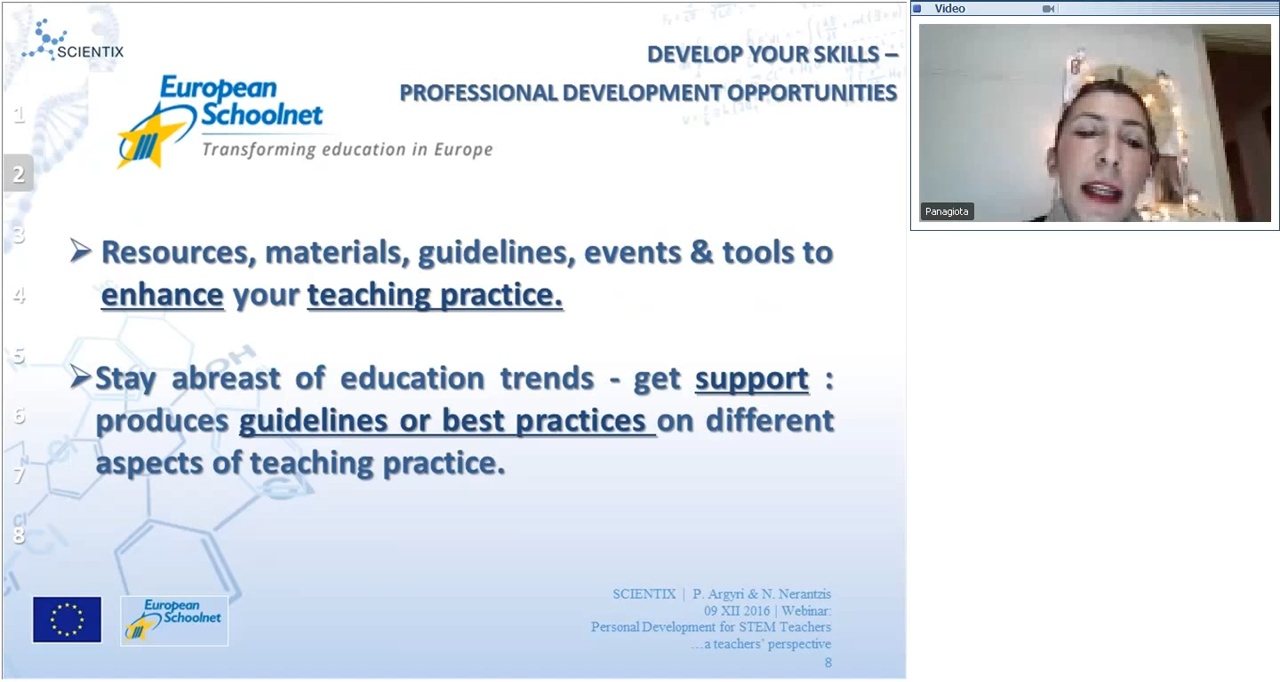 SCIENTIX
DEVELOP YOUR SKILLS –
PROFESSIONAL DEVELOPMENT OPPORTUNITIES
European
Schoolnet
Transforming education in Europe
1
2
3
4
5
6
7
8
Resources, materials, guidelines, events & tools to
enhance your teaching practice.
Stay abreast of education trends - get support :
produces guidelines or best practices on different
aspects of teaching practice.
OH
Cl
Cl
European
Schoolnet
SCIENTIX | P. Argyri & N. Nerantzis
09 XII 2016 | Webinar:
Personal Development for STEM Teachers
…a teachers’ perspective
8
Video
Panagiota